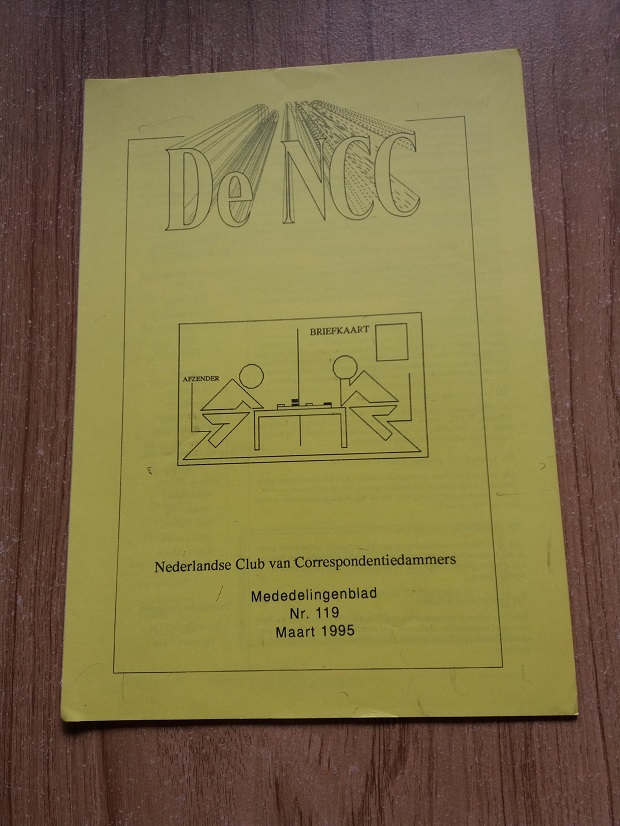 De NCC
BRIEFKAART
AFZENDER
Nederlandse Club van Correspondentiedammers
Mededelingenblad
Nr. 119
Maart 1995